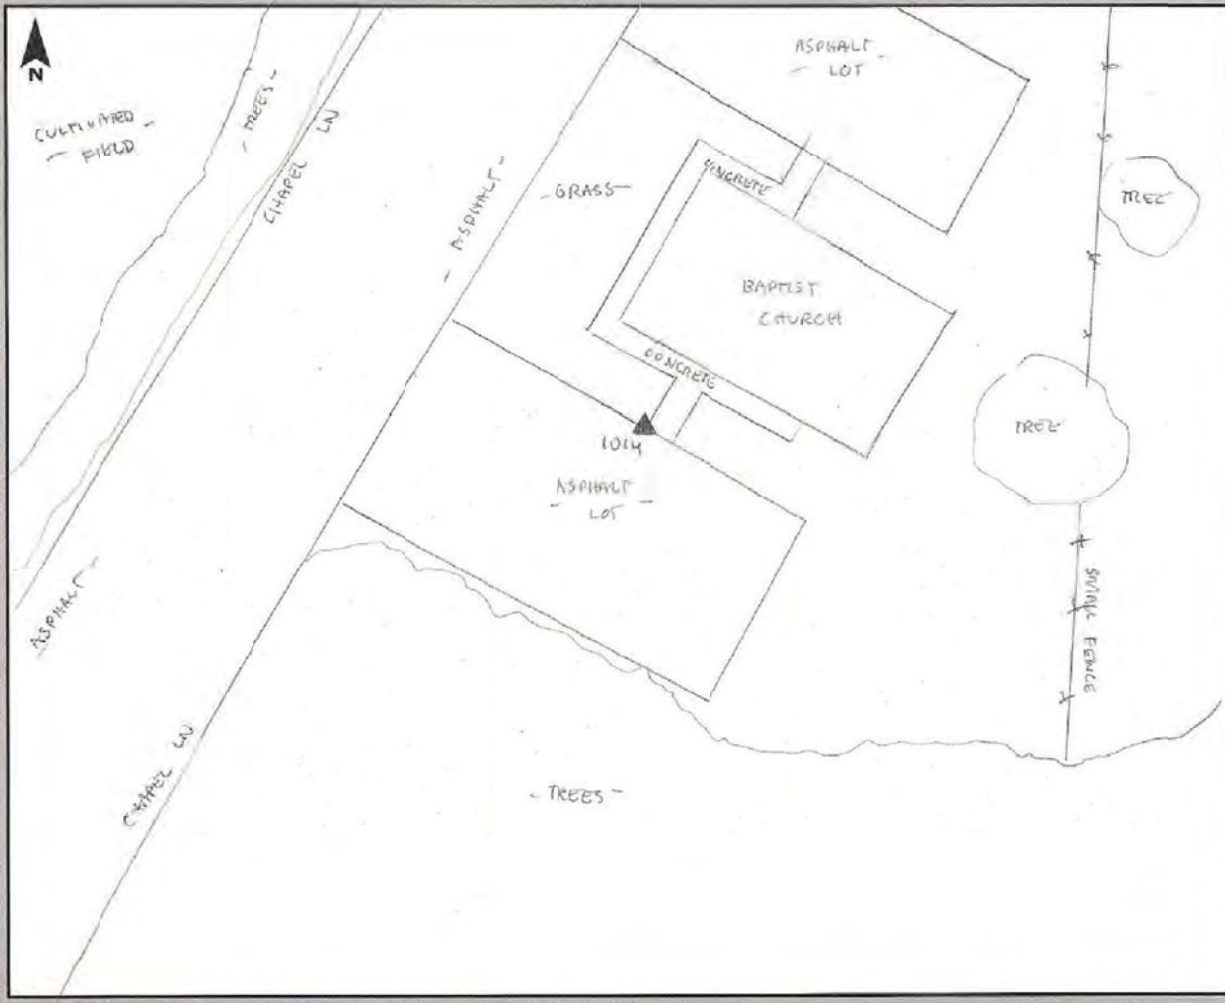 N
CULTIVATED -
- FIELD
- TREES -
CHAPEL LN
- ASPHALT -
- GRASS -
ASPHALT -
- LOT
CONCRETE
TREE
BAPTIST
CHURCH
CONCRETE
TREE
1014
ASPHALT
- LOT -
- ASPHALT -
FENCE
CHAPEL LN
- TREES -